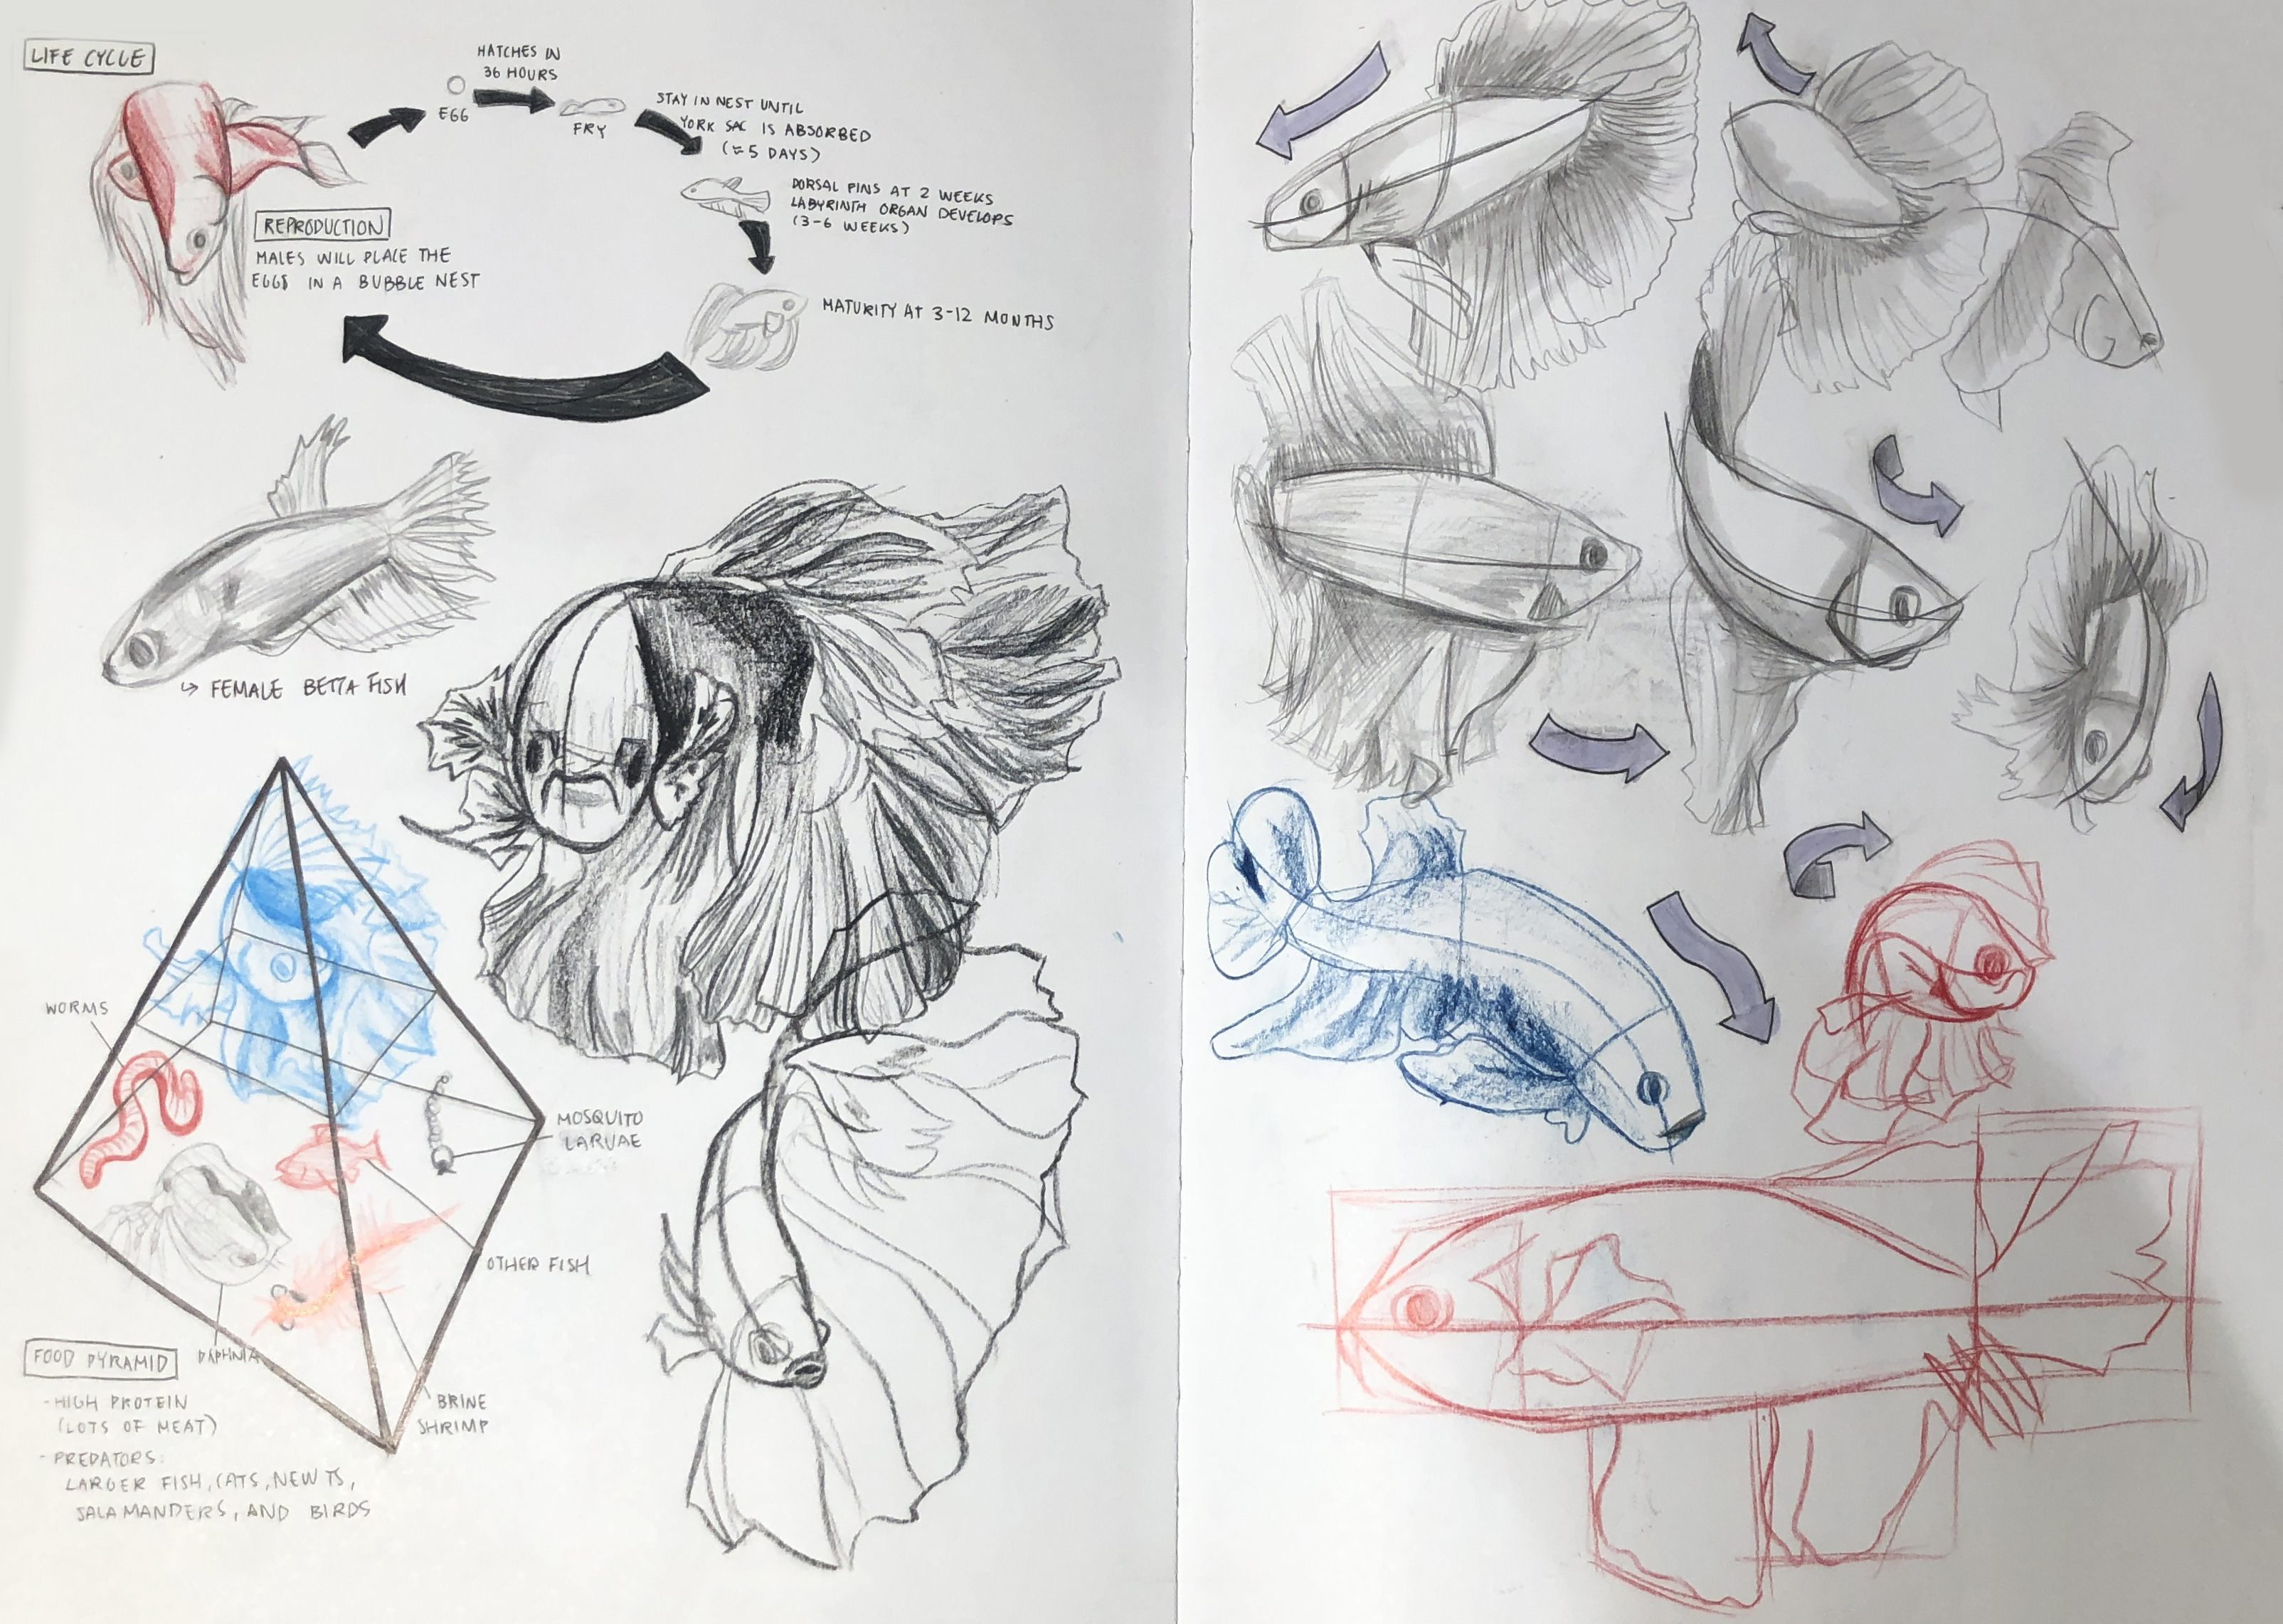 LIFE CYCLE
HATCHES IN
36 HOURS
EGG
FRY
STAY IN NEST UNTIL
YORK SAC IS ABSORBED
(≈5 DAYS)
DORSAL PINS AT 2 WEEKS
LABYRINTH ORGAN DEVELOPS
(3-6 WEEKS)
MATURITY AT 3-12 MONTHS
REPRODUCTION
MALES WILL PLACE THE
EGGS IN A BUBBLE NEST
↳ FEMALE BETTA FISH
WORMS
MOSQUITO
LARVAE
OTHER FISH
DAPHNIA
BRINE
SHRIMP
FOOD PYRAMID
- HIGH PROTEIN
(LOTS OF MEAT)
- PREDATORS:
LARGER FISH, CATS, NEWTS,
SALAMANDERS, AND BIRDS